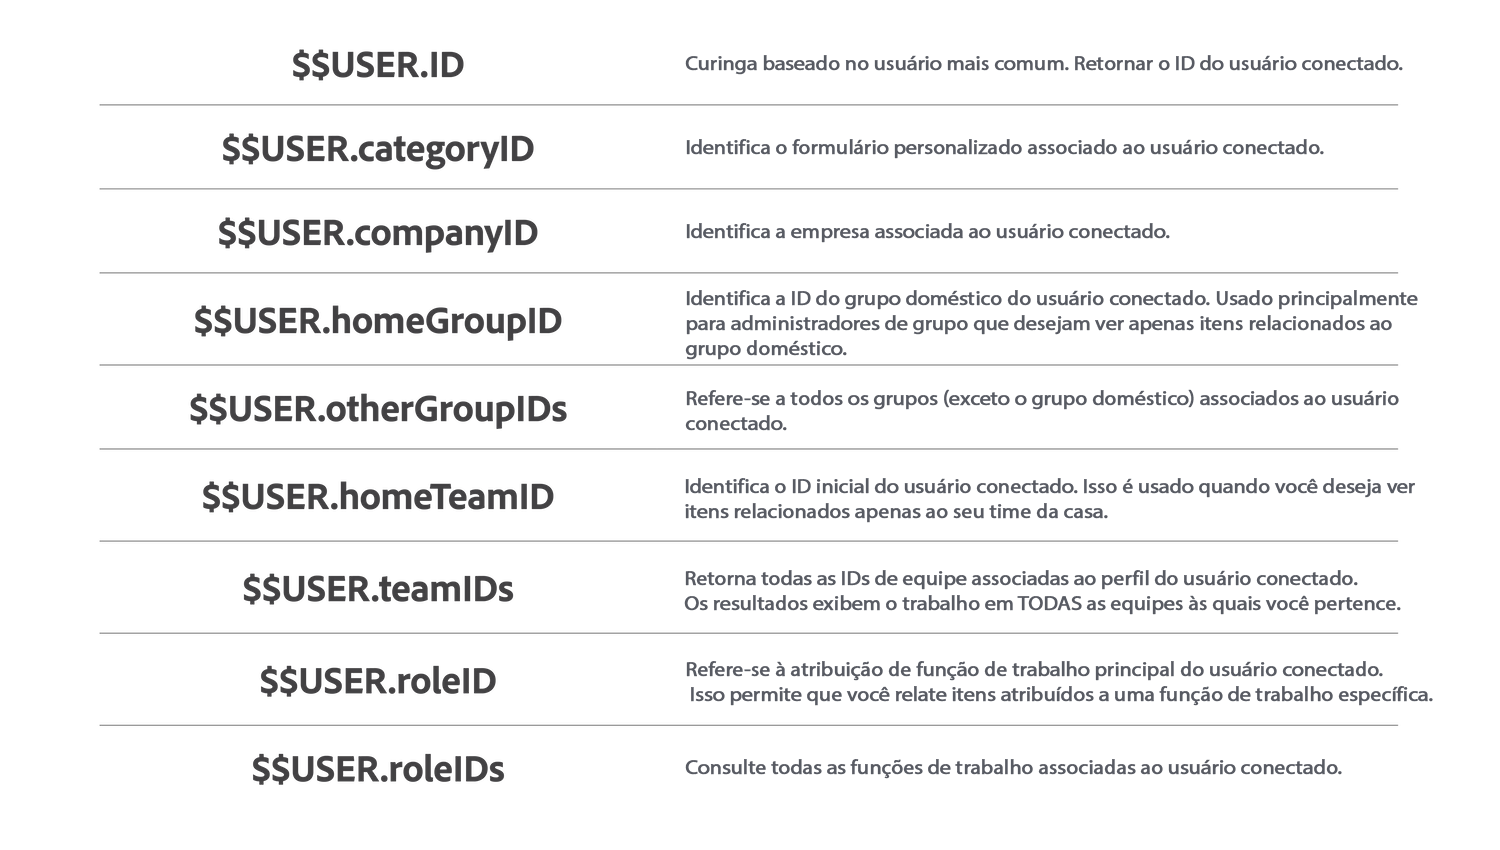 $$USER.ID
Curinga baseado no usuário mais comum. Retornar o ID do usuário conectado.
$$USER.categoryID
Identifica o formulário personalizado associado ao usuário conectado.
$$USER.companyID
Identifica a empresa associada ao usuário conectado.
$$USER.homeGroupID
Identifica a ID do grupo doméstico do usuário conectado. Usado principalmente
para administradores de grupo que desejam ver apenas itens relacionados ao
grupo doméstico.
$$USER.otherGroupIDs
Refere-se a todos os grupos (exceto o grupo doméstico) associados ao usuário
conectado.
$$USER.homeTeamID
Identifica o ID inicial do usuário conectado. Isso é usado quando você deseja ver
itens relacionados apenas ao seu time da casa.
$$USER.teamIDs
Retorna todas as IDs de equipe associadas ao perfil do usuário conectado.
Os resultados exibem o trabalho em TODAS as equipes às quais você pertence.
$$USER.roleID
Refere-se à atribuição de função de trabalho principal do usuário conectado.
Isso permite que você relate itens atribuídos a uma função de trabalho específica.
$$USER.roleIDs
Consulte todas as funções de trabalho associadas ao usuário conectado.